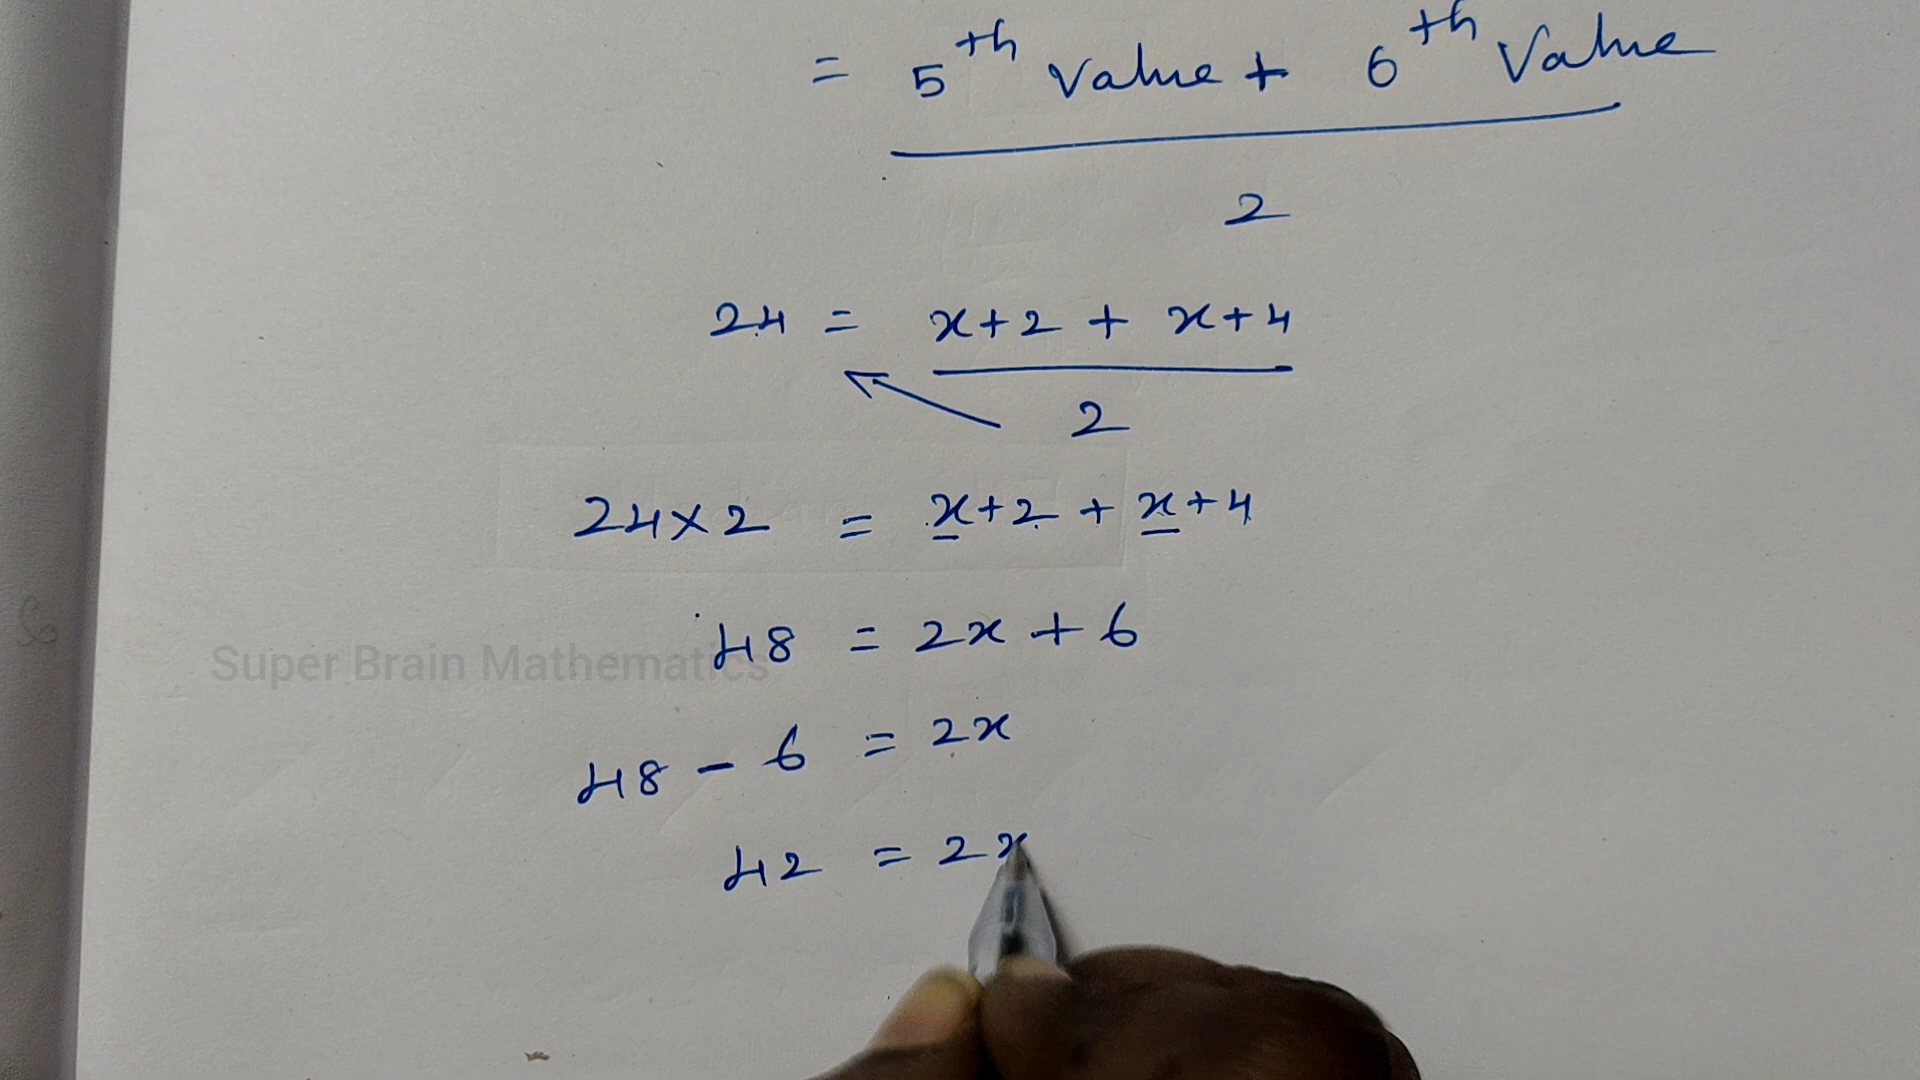 = 5th Value + 6th Value
2
24 = x+2 + x+4
2
24×2 = x+2 + x+4
48 = 2x + 6
Super Brain Mathematics
48 - 6 = 2x
42 = 2x